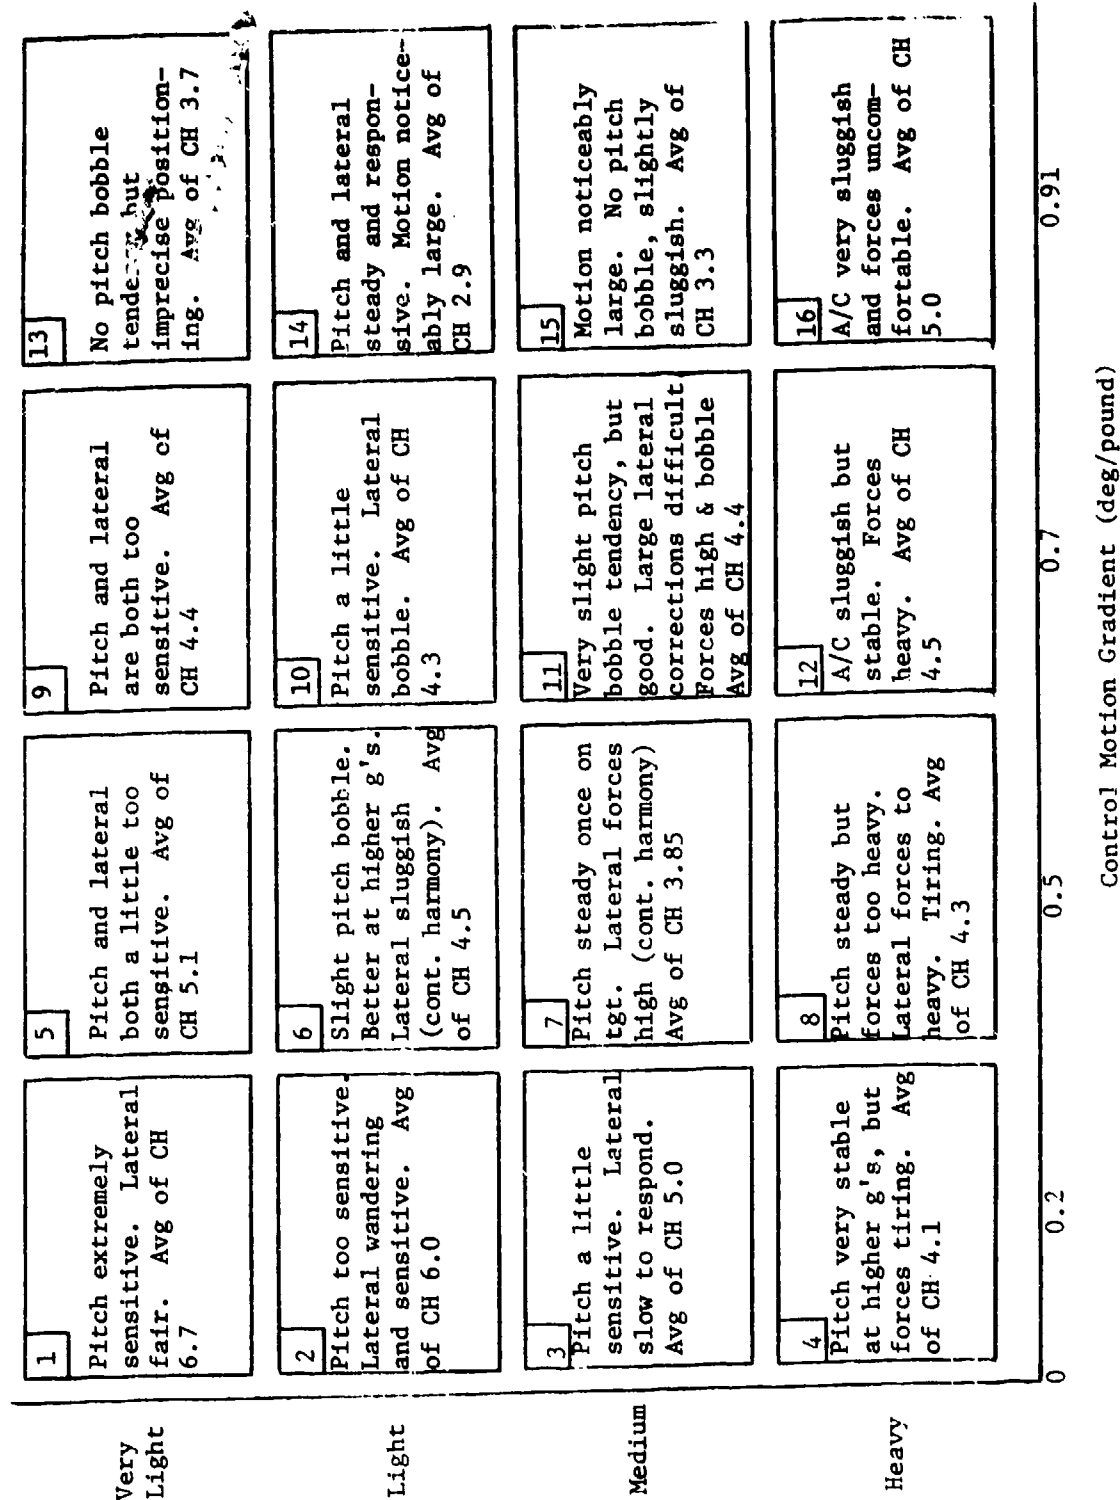 Very
Light
1
Pitch extremely
sensitive. Lateral
fair. Avg of CH
6.7
5
Pitch and lateral
both a little too
sensitive. Avg of
CH 5.1
9
Pitch and lateral
are both too
sensitive. Avg of
CH 4.4
13
No pitch bobble
but
imprecise position-
ing. Avg of CH 3.7
Light
2
Pitch too sensitive.
Lateral wandering
and sensitive. Avg
of CH 6.0
6
Slight pitch bobble.
Better at higher g's.
Lateral sluggish
(cont. harmony). Avg
of CH 4.5
10
Pitch a little
sensitive. Lateral
bobble. Avg of CH
4.3
14
Pitch and lateral
steady and respon-
sive. Motion notice-
ably large. Avg of
CH 2.9
Medium
3
Pitch a little
sensitive. Lateral
slow to respond.
Avg of CH 5.0
7
Pitch steady once on
tgt. Lateral forces
high (cont. harmony)
Avg of CH 3.85
11
Very slight pitch
bobble tendency, but
good. Large lateral
corrections difficult
Forces high & bobble
Avg of CH 4.4
15
Motion noticeably
large. No pitch
bobble, slightly
sluggish. Avg of
CH 3.3
Heavy
4
Pitch very stable
at higher g's, but
forces tiring. Avg
of CH 4.1
8
Pitch steady but
forces too heavy.
Lateral forces to
heavy. Tiring. Avg
of CH 4.3
12
A/C sluggish but
stable. Forces
heavy. Avg of CH
4.5
16
A/C very sluggish
and forces uncom-
fortable. Avg of CH
5.0
0
0.2
0.5
0.7
0.91
Control Motion Gradient (deg/pound)